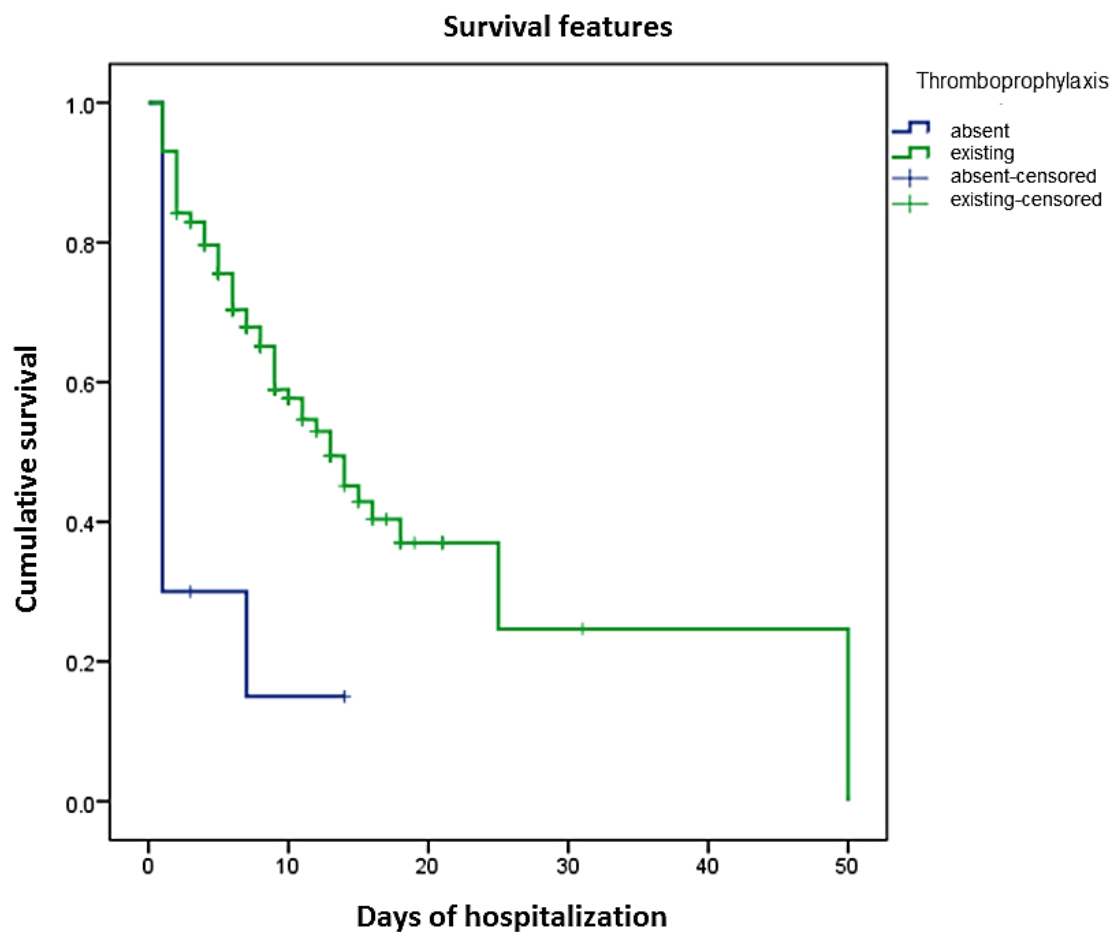 Survival features
Thromboprophylaxis
absent
existing
absent-censored
existing-censored
1.0
0.8
0.6
0.4
0.2
0.0
Cumulative survival
0 10 20 30 40 50
Days of hospitalization